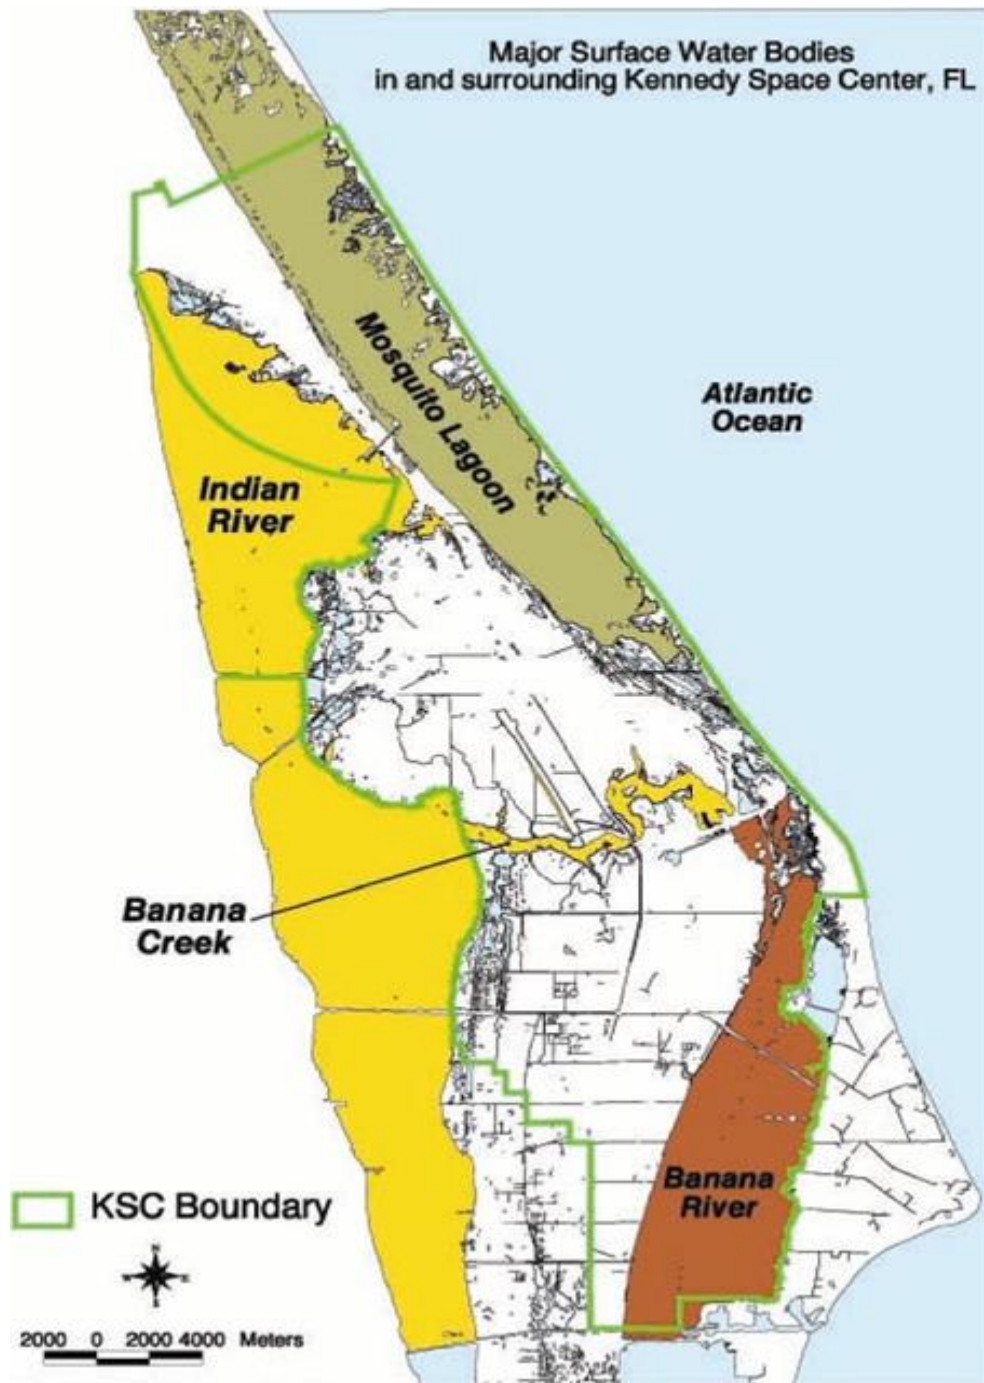 Major Surface Water Bodies
in and surrounding Kennedy Space Center, FL
Mosquito Lagoon
Atlantic
Ocean
Indian
River
Banana
Creek
Banana
River
KSC Boundary
N
W E
S
2000 0 2000 4000 Meters